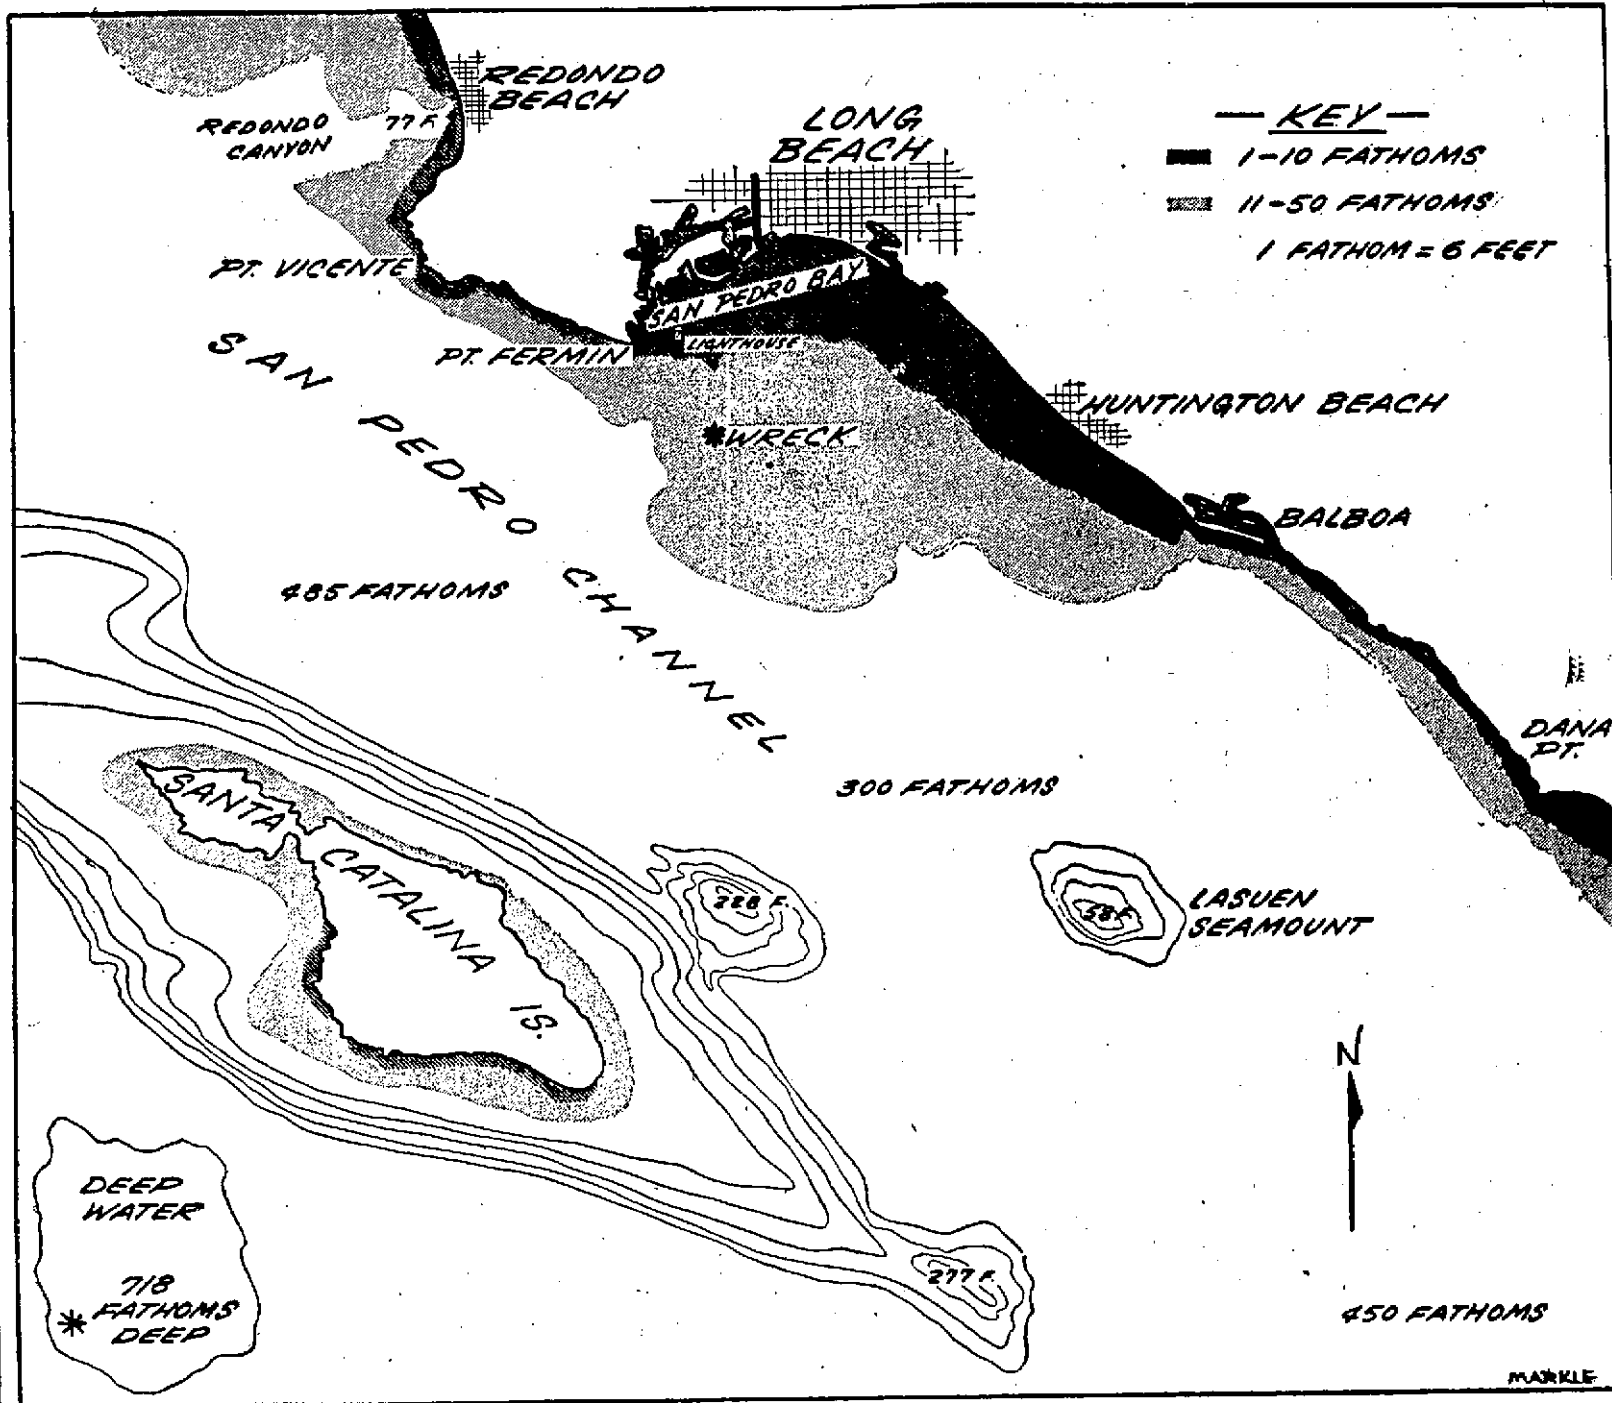 REDONDO
BEACH
REDONDO
CANYON
77 F.
LONG
BEACH
— KEY —
1-10 FATHOMS
11-50 FATHOMS
1 FATHOM = 6 FEET
PT. VICENTE
SAN PEDRO BAY
LIGHTHOUSE
PT. FERMIN
SAN PEDRO CHANNEL
WRECK
HUNTINGTON BEACH
BALBOA
485 FATHOMS
DANA
PT.
300 FATHOMS
SANTA
CATALINA
IS.
228 F.
58 F.
LASUEN
SEAMOUNT
N
DEEP
WATER
718
FATHOMS
DEEP
277 F.
450 FATHOMS
MARKLE